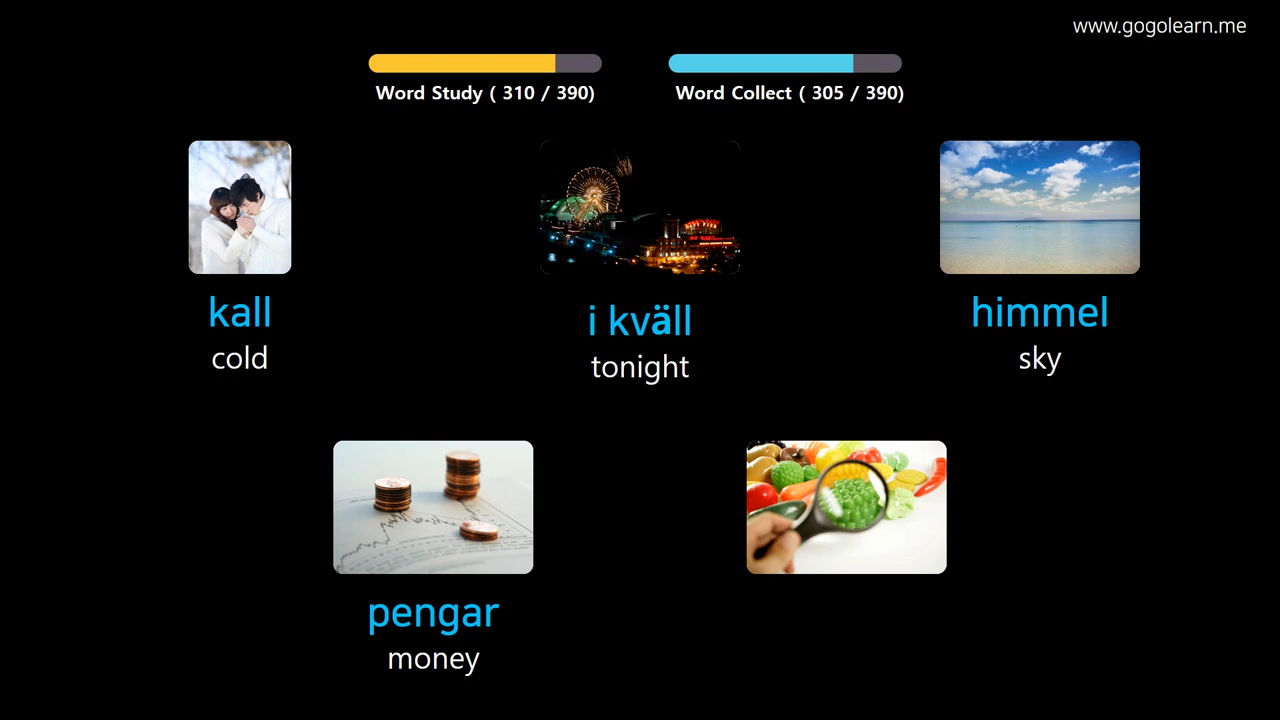 www.gogolearn.me
Word Study ( 310 / 390)
Word Collect ( 305 / 390)
kall
cold
i kväll
tonight
himmel
sky
pengar
money